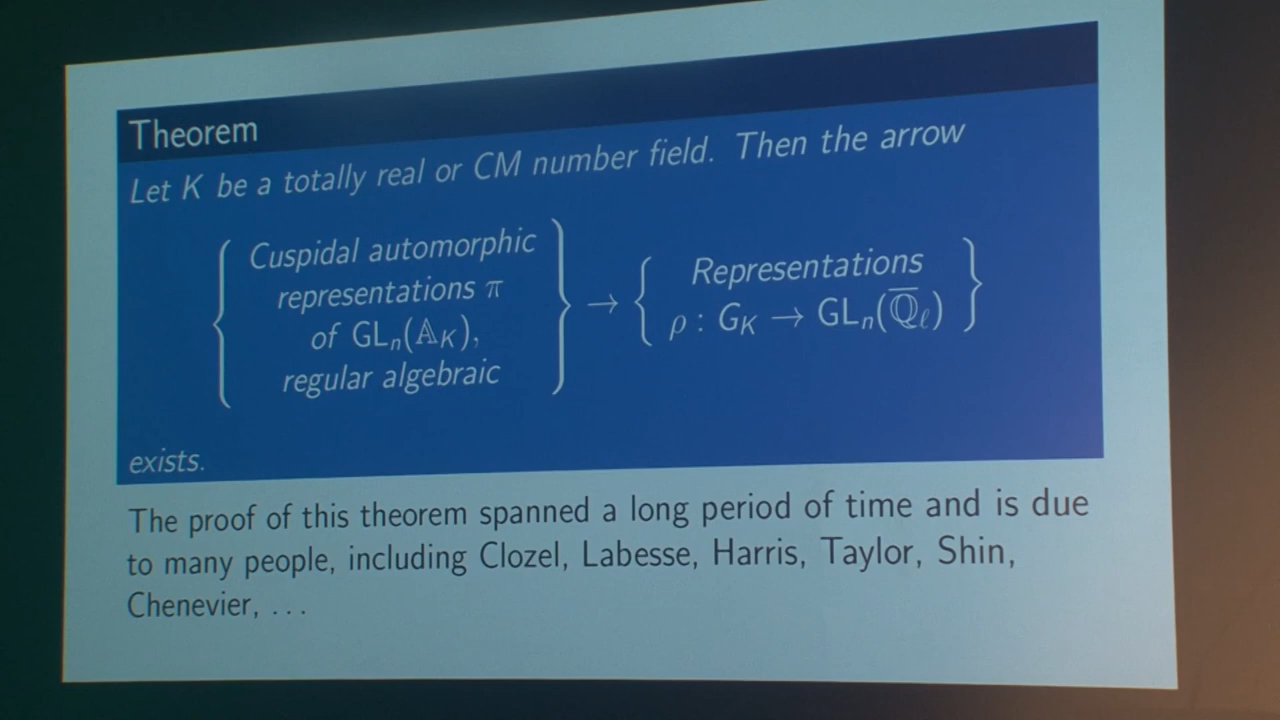 Theorem
Let K be a totally real or CM number field. Then the arrow
{ Cuspidal automorphic
representations π
of GLₙ(𝔸_K),
regular algebraic } → { Representations
ρ : G_K → GLₙ(ℚ̅_ℓ) }
exists.
The proof of this theorem spanned a long period of time and is due
to many people, including Clozel, Labesse, Harris, Taylor, Shin,
Chenevier, . . .